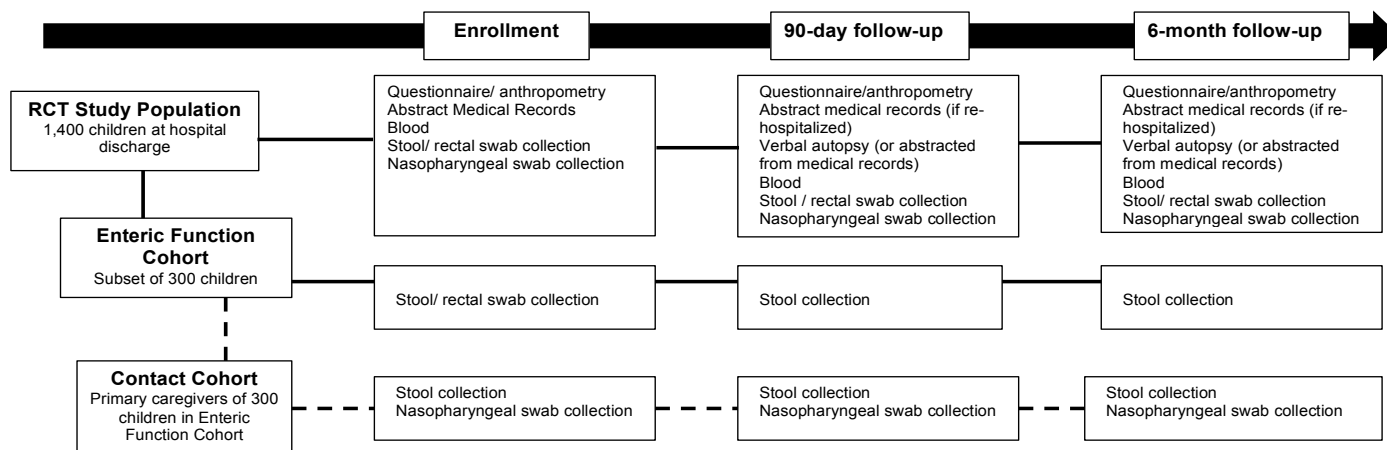 Enrollment
90-day follow-up
6-month follow-up
RCT Study Population
1,400 children at hospital
discharge
Questionnaire/ anthropometry
Abstract Medical Records
Blood
Stool/ rectal swab collection
Nasopharyngeal swab collection
Questionnaire/anthropometry
Abstract medical records (if re-
hospitalized)
Verbal autopsy (or abstracted
from medical records)
Blood
Stool / rectal swab collection
Nasopharyngeal swab collection
Questionnaire/anthropometry
Abstract medical records (if re-
hospitalized)
Verbal autopsy (or abstracted
from medical records)
Blood
Stool/ rectal swab collection
Nasopharyngeal swab collection
Enteric Function
Cohort
Subset of 300 children
Stool/ rectal swab collection
Stool collection
Stool collection
Contact Cohort
Primary caregivers of 300
children in Enteric
Function Cohort
Stool collection
Nasopharyngeal swab collection
Stool collection
Nasopharyngeal swab collection
Stool collection
Nasopharyngeal swab collection